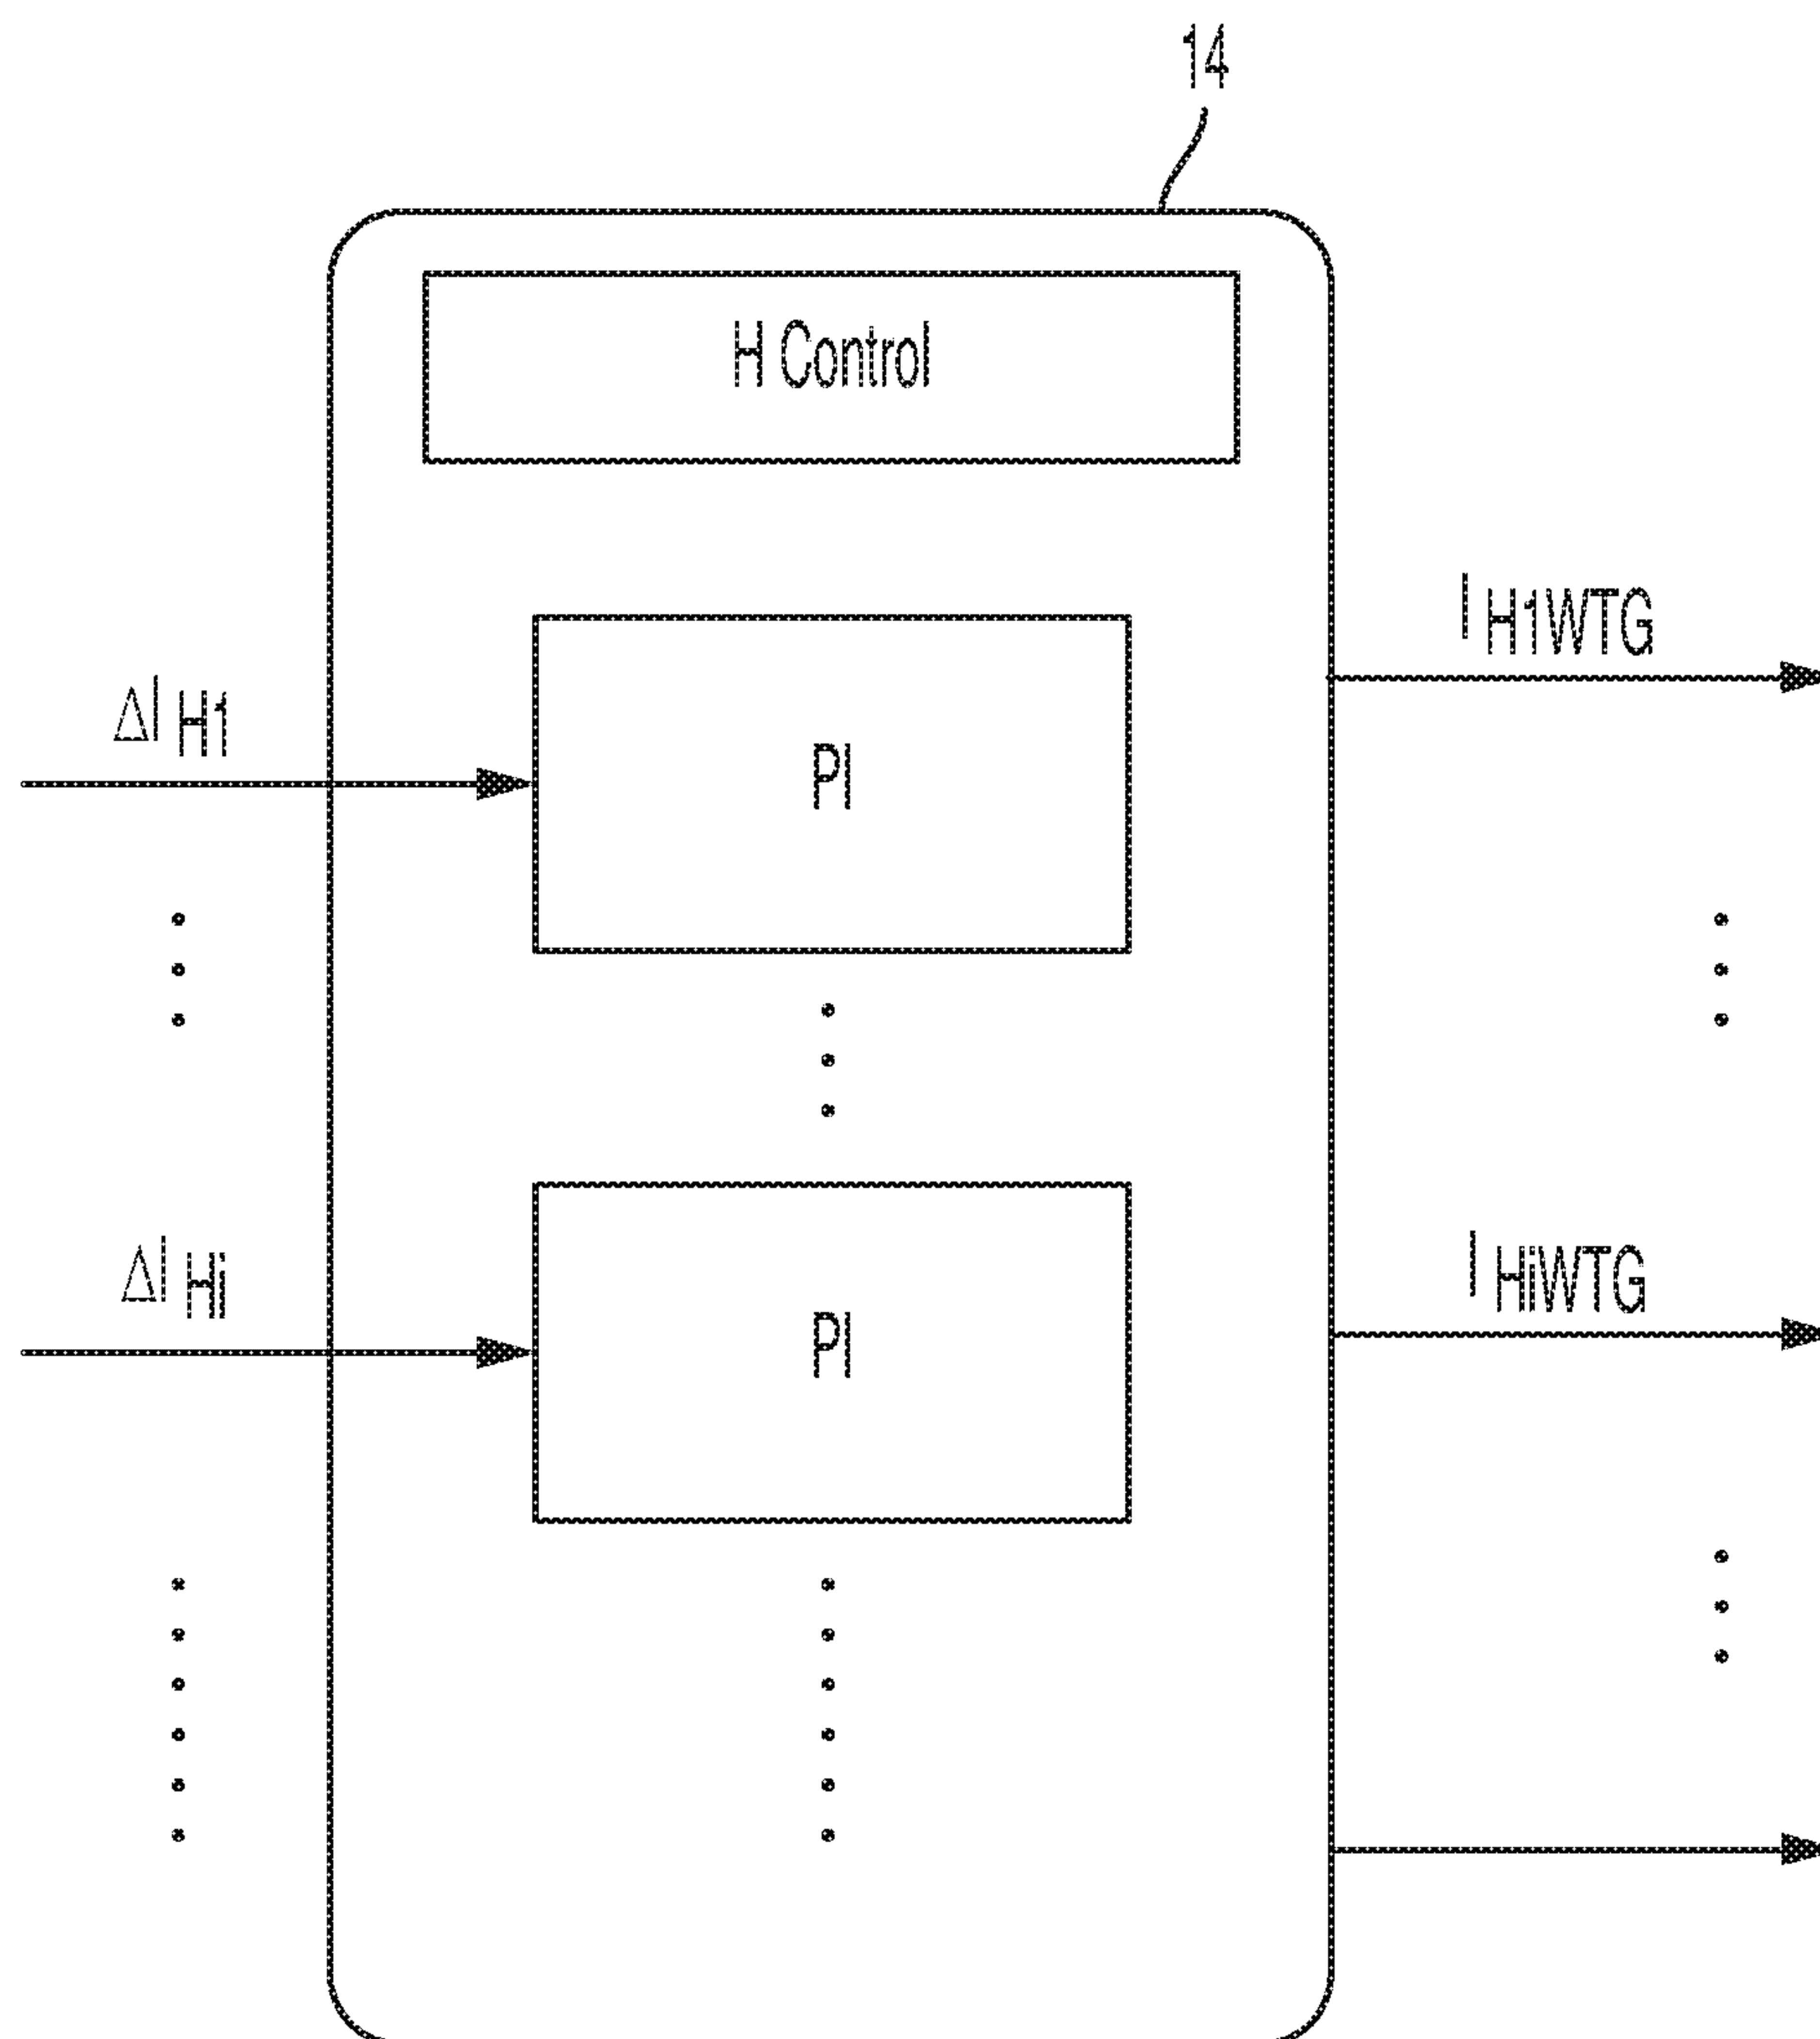 14
H Control
I H1WTG
ΔI H1
PI
ΔI Hi
PI
I HiWTG